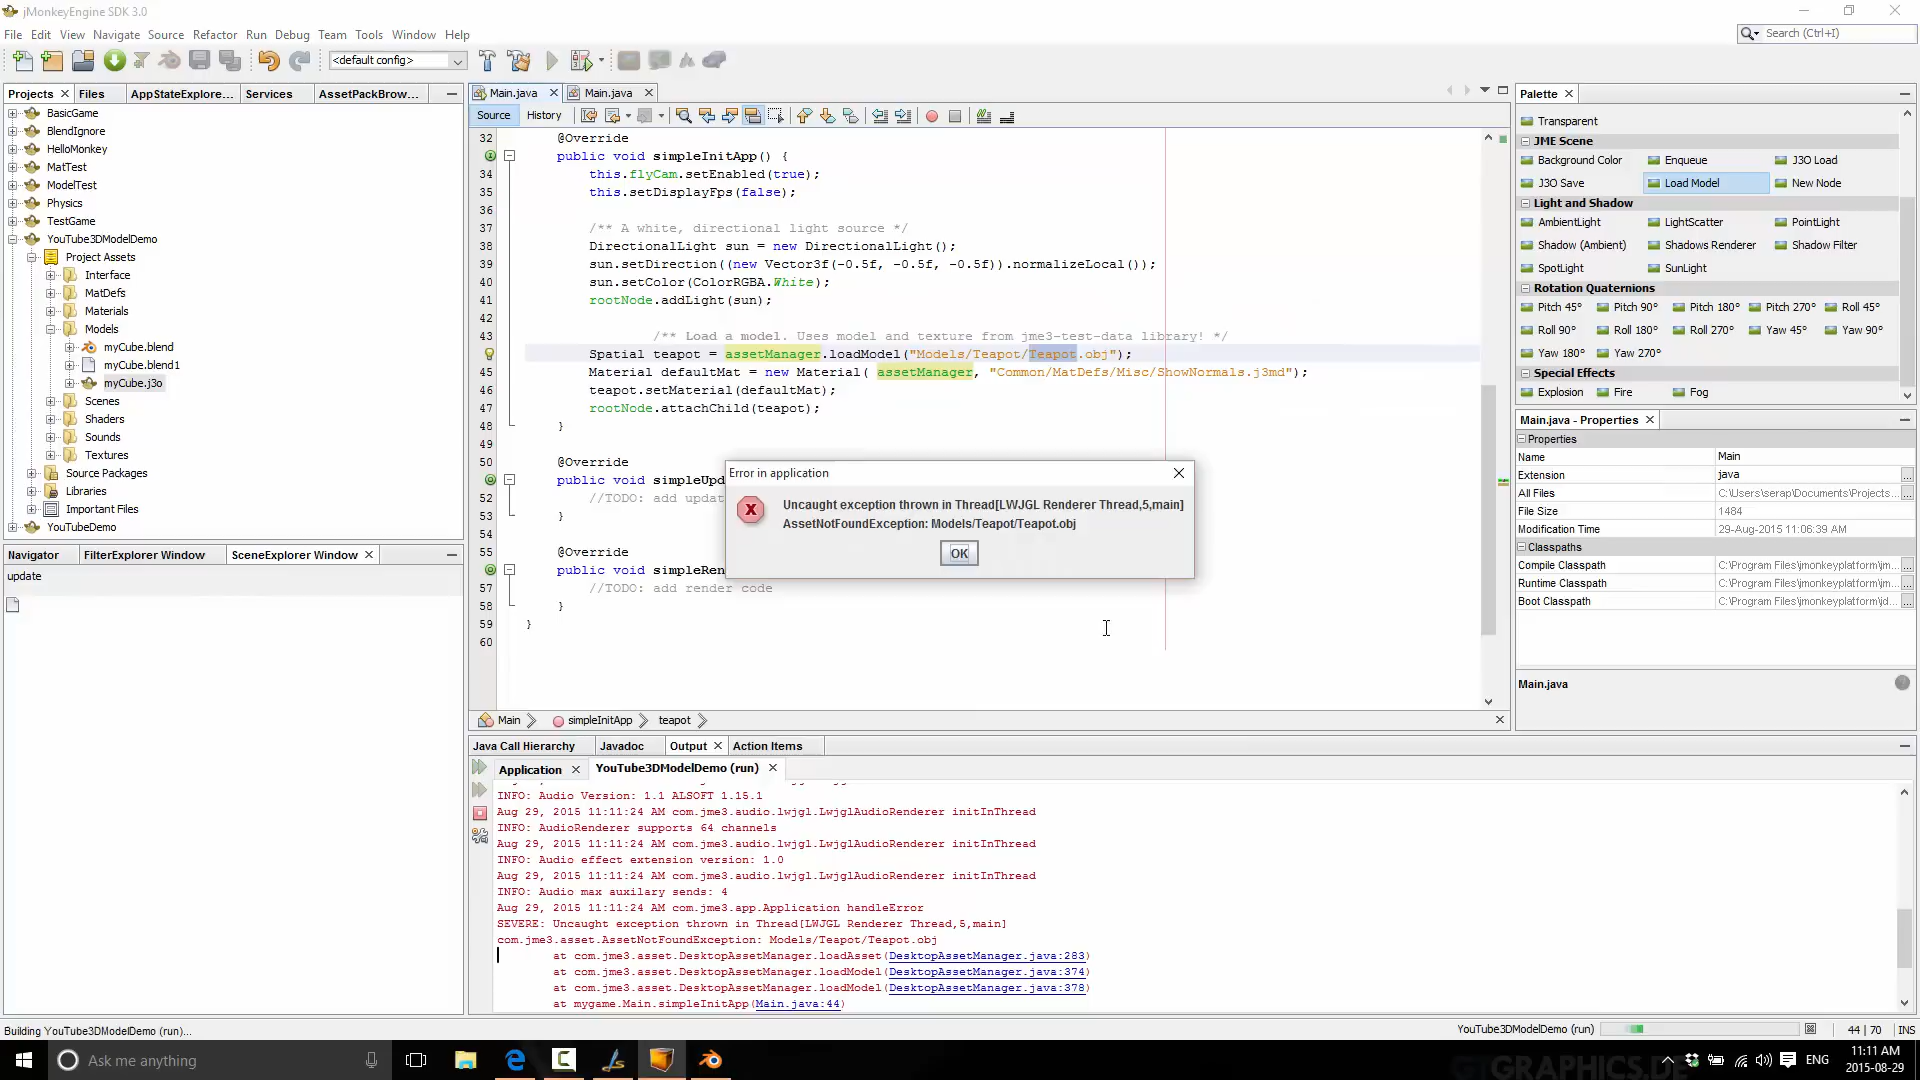 jMonkeyEngine SDK 3.0
File Edit View Navigate Source Refactor Run Debug Team Tools Window Help
Search (Ctrl+I)
<default config>
Projects Files AppStateExplore... Services AssetPackBrow...
BasicGame
BlendIgnore
HelloMonkey
MatTest
ModelTest
Physics
TestGame
YouTube3DModelDemo
Project Assets
Interface
MatDefs
Materials
Models
myCube.blend
myCube.blend1
myCube.j3o
Scenes
Shaders
Sounds
Textures
Source Packages
Libraries
Important Files
YouTubeDemo
Navigator FilterExplorer Window SceneExplorer Window
update
Main.java Main.java
Source History
32 @Override
public void simpleInitApp() {
34 this.flyCam.setEnabled(true);
35 this.setDisplayFps(false);
36
37 /** A white, directional light source */
38 DirectionalLight sun = new DirectionalLight();
39 sun.setDirection((new Vector3f(-0.5f, -0.5f, -0.5f)).normalizeLocal());
40 sun.setColor(ColorRGBA.White);
41 rootNode.addLight(sun);
42
43 /** Load a model. Uses model and texture from jme3-test-data library! */
Spatial teapot = assetManager.loadModel("Models/Teapot/Teapot.obj");
45 Material defaultMat = new Material( assetManager, "Common/MatDefs/Misc/ShowNormals.j3md");
46 teapot.setMaterial(defaultMat);
47 rootNode.attachChild(teapot);
48 }
49
50 @Override
public void simpleUpd
52 //TODO: add updat
53 }
54
55 @Override
public void simpleRen
57 //TODO: add render code
58 }
59 }
60
Error in application
Uncaught exception thrown in Thread[LWJGL Renderer Thread,5,main]
AssetNotFoundException: Models/Teapot/Teapot.obj
OK
Main simpleInitApp teapot
Java Call Hierarchy Javadoc Output Action Items
Application YouTube3DModelDemo (run)
INFO: Audio Version: 1.1 ALSOFT 1.15.1
Aug 29, 2015 11:11:24 AM com.jme3.audio.lwjgl.LwjglAudioRenderer initInThread
INFO: AudioRenderer supports 64 channels
Aug 29, 2015 11:11:24 AM com.jme3.audio.lwjgl.LwjglAudioRenderer initInThread
INFO: Audio effect extension version: 1.0
Aug 29, 2015 11:11:24 AM com.jme3.audio.lwjgl.LwjglAudioRenderer initInThread
INFO: Audio max auxilary sends: 4
Aug 29, 2015 11:11:24 AM com.jme3.app.Application handleError
SEVERE: Uncaught exception thrown in Thread[LWJGL Renderer Thread,5,main]
com.jme3.asset.AssetNotFoundException: Models/Teapot/Teapot.obj
at com.jme3.asset.DesktopAssetManager.loadAsset(DesktopAssetManager.java:283)
at com.jme3.asset.DesktopAssetManager.loadModel(DesktopAssetManager.java:374)
at com.jme3.asset.DesktopAssetManager.loadModel(DesktopAssetManager.java:378)
at mygame.Main.simpleInitApp(Main.java:44)
Palette
Transparent
JME Scene
Background Color Enqueue J3O Load
J3O Save Load Model New Node
Light and Shadow
AmbientLight LightScatter PointLight
Shadow (Ambient) Shadows Renderer Shadow Filter
SpotLight SunLight
Rotation Quaternions
Pitch 45° Pitch 90° Pitch 180° Pitch 270° Roll 45°
Roll 90° Roll 180° Roll 270° Yaw 45° Yaw 90°
Yaw 180° Yaw 270°
Special Effects
Explosion Fire Fog
Main.java - Properties
Properties
Name Main
Extension java
All Files C:\Users\serap\Documents\Projects...
File Size 1484
Modification Time 29-Aug-2015 11:06:39 AM
Classpaths
Compile Classpath C:\Program Files\jmonkeyplatform\jm...
Runtime Classpath C:\Program Files\jmonkeyplatform\jm...
Boot Classpath C:\Program Files\jmonkeyplatform\jd...
Main.java
Building YouTube3DModelDemo (run)...
YouTube3DModelDemo (run) 44 | 70 INS
Ask me anything
ENG
11:11 AM
2015-08-29